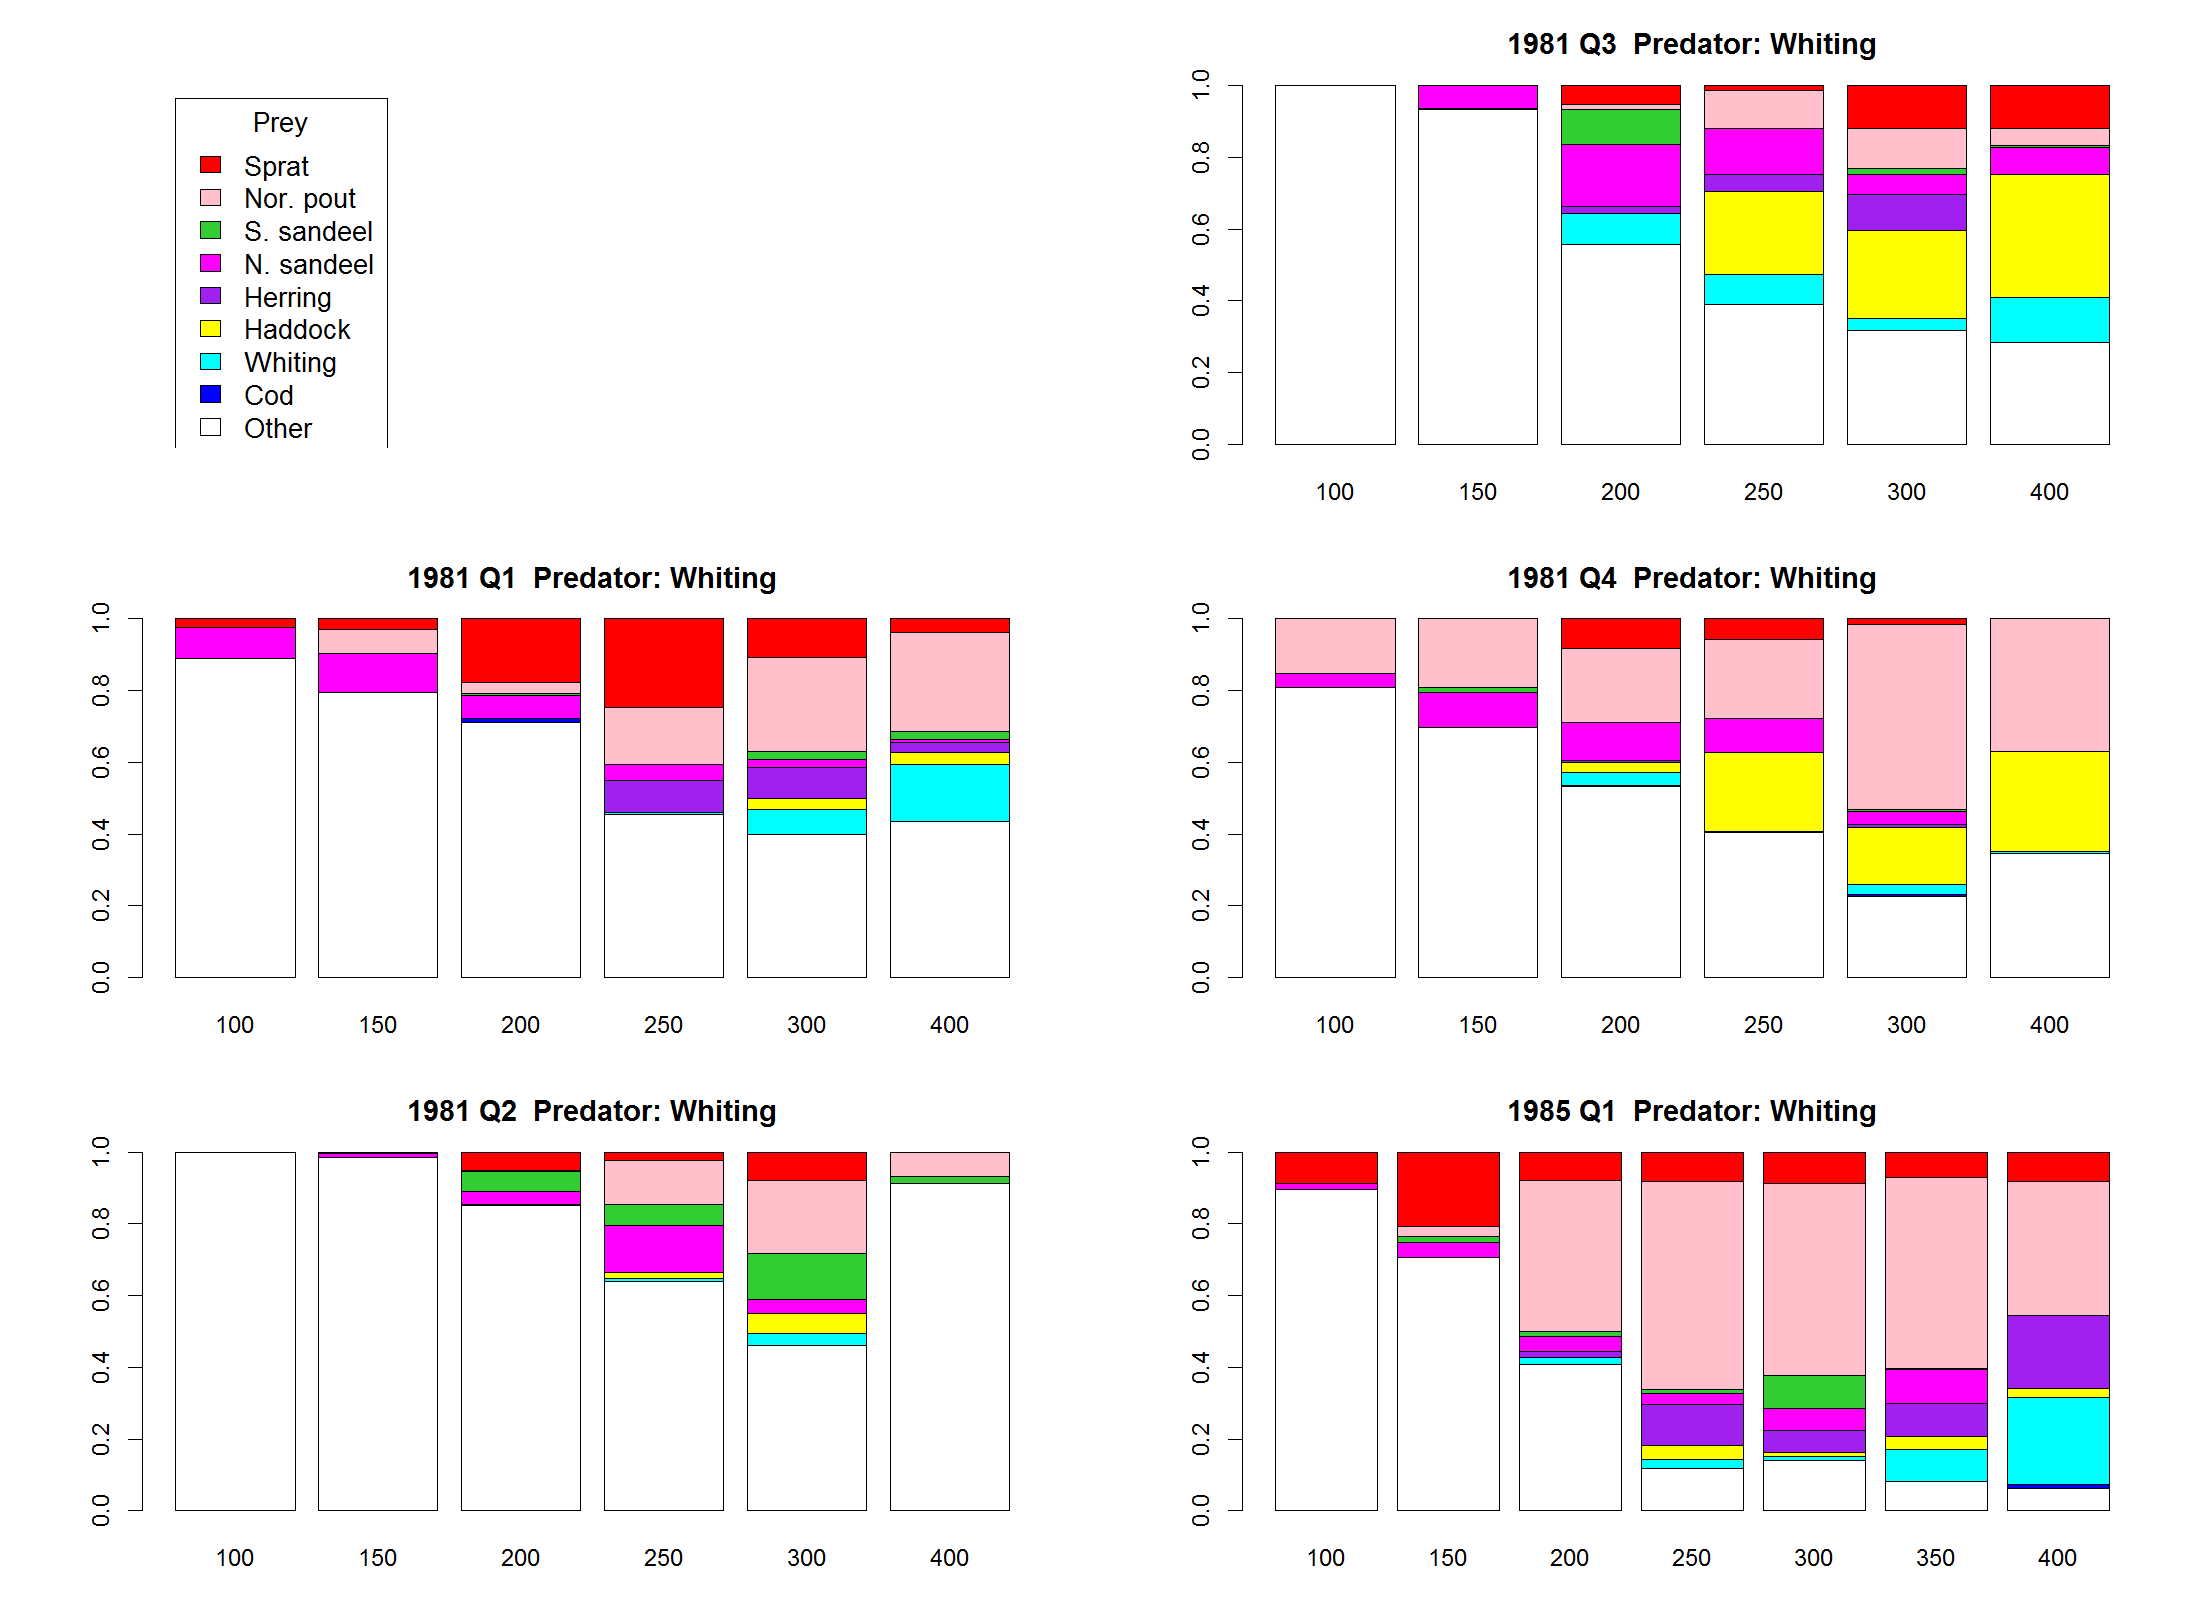 Prey
Sprat
Nor. pout
S. sandeel
N. sandeel
Herring
Haddock
Whiting
Cod
Other
1981 Q1  Predator: Whiting
0.0 0.2 0.4 0.6 0.8 1.0
100 150 200 250 300 400
1981 Q2  Predator: Whiting
0.0 0.2 0.4 0.6 0.8 1.0
100 150 200 250 300 400
1981 Q3  Predator: Whiting
0.0 0.2 0.4 0.6 0.8 1.0
100 150 200 250 300 400
1981 Q4  Predator: Whiting
0.0 0.2 0.4 0.6 0.8 1.0
100 150 200 250 300 400
1985 Q1  Predator: Whiting
0.0 0.2 0.4 0.6 0.8 1.0
100 150 200 250 300 350 400